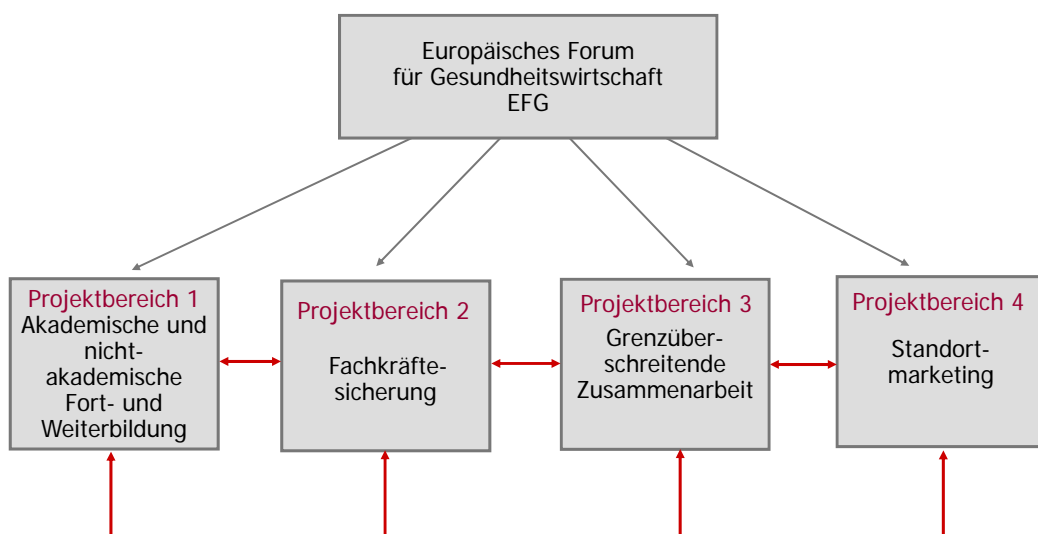 Europäisches Forum
für Gesundheitswirtschaft
EFG
Projektbereich 1
Akademische und
nicht-
akademische
Fort- und
Weiterbildung
Projektbereich 2
Fachkräfte-
sicherung
Projektbereich 3
Grenzüber-
schreitende
Zusammenarbeit
Projektbereich 4
Standort-
marketing